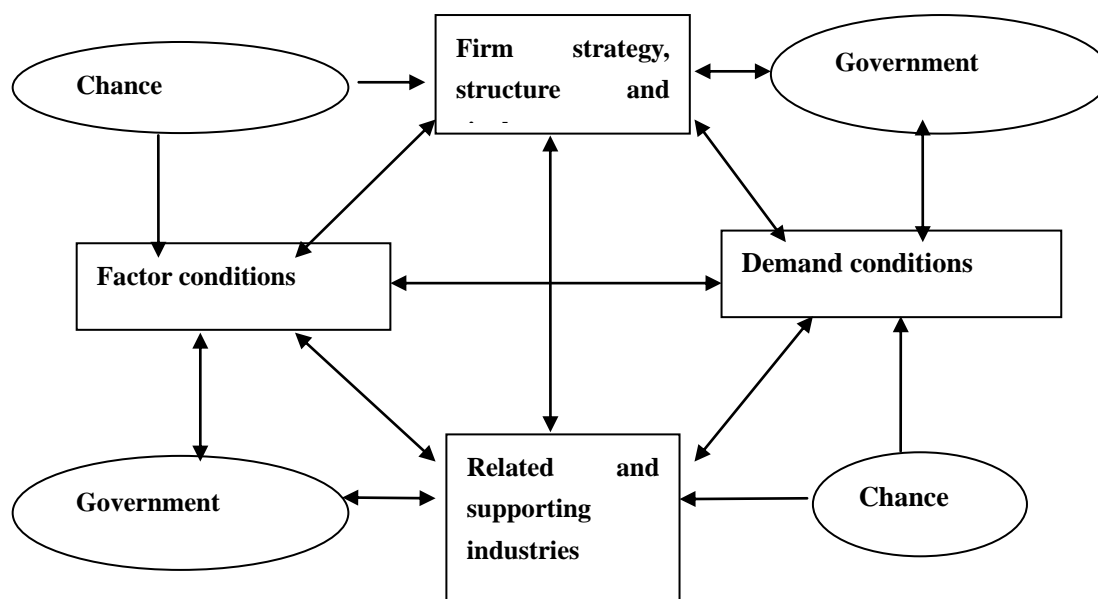 Firm strategy,
structure and
Government
Chance
Factor conditions
Demand conditions
Related and
supporting
industries
Government
Chance